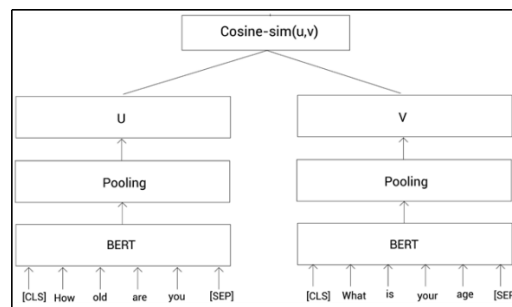 Cosine-sim(u,v)
U
V
Pooling
Pooling
BERT
BERT
[CLS] How old are you [SEP]
[CLS] What is your age [SEP